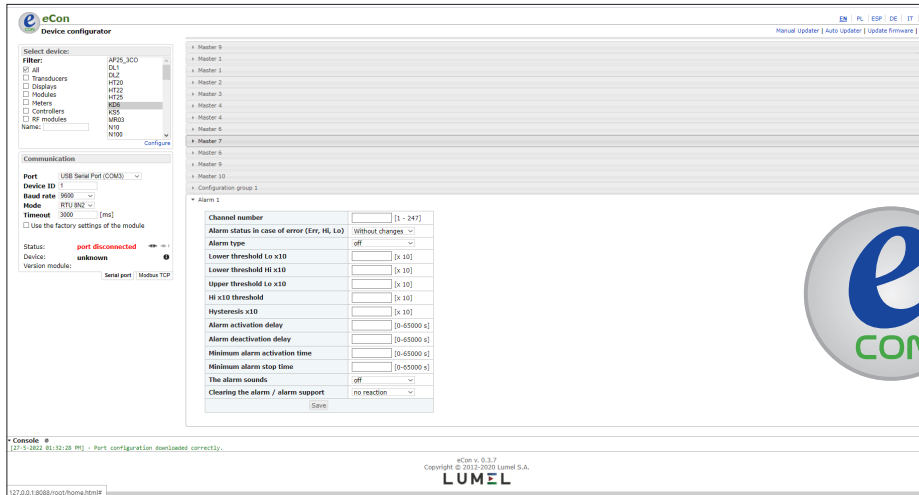 eCon
Device configurator
EN | PL | ESP | DE | IT |
Manual Updater | Auto Updater | Update firmware |
Select device:
Filter:
All
Transducers
Displays
Modules
Meters
Controllers
RF modules
Name:
AP25_3CO
DL1
DLZ
HT20
HT22
HT25
KD6
KS5
MR03
N10
N100
Configure
Communication
Port USB Serial Port (COM3)
Device ID 1
Baud rate 9600
Mode RTU 8N2
Timeout 3000 [ms]
Use the factory settings of the module
Status: port disconnected
Device: unknown
Version module:
Serial port Modbus TCP
Master 9
Master 1
Master 1
Master 2
Master 3
Master 4
Master 4
Master 6
Master 7
Master 6
Master 9
Master 10
Configuration group 1
Alarm 1
Channel number [1 - 247]
Alarm status in case of error (Err, Hi, Lo) Without changes
Alarm type off
Lower threshold Lo x10 [x 10]
Lower threshold Hi x10 [x 10]
Upper threshold Lo x10 [x 10]
Hi x10 threshold [x 10]
Hysteresis x10 [x 10]
Alarm activation delay [0-65000 s]
Alarm deactivation delay [0-65000 s]
Minimum alarm activation time [0-65000 s]
Minimum alarm stop time [0-65000 s]
The alarm sounds off
Clearing the alarm / alarm support no reaction
Save
e
CON
Console
[27-5-2022 01:32:28 PM] - Port configuration downloaded correctly.
eCon v. 0.3.7
Copyright © 2012-2020 Lumel S.A.
LUMEL
127.0.0.1:8088/root/home.html#